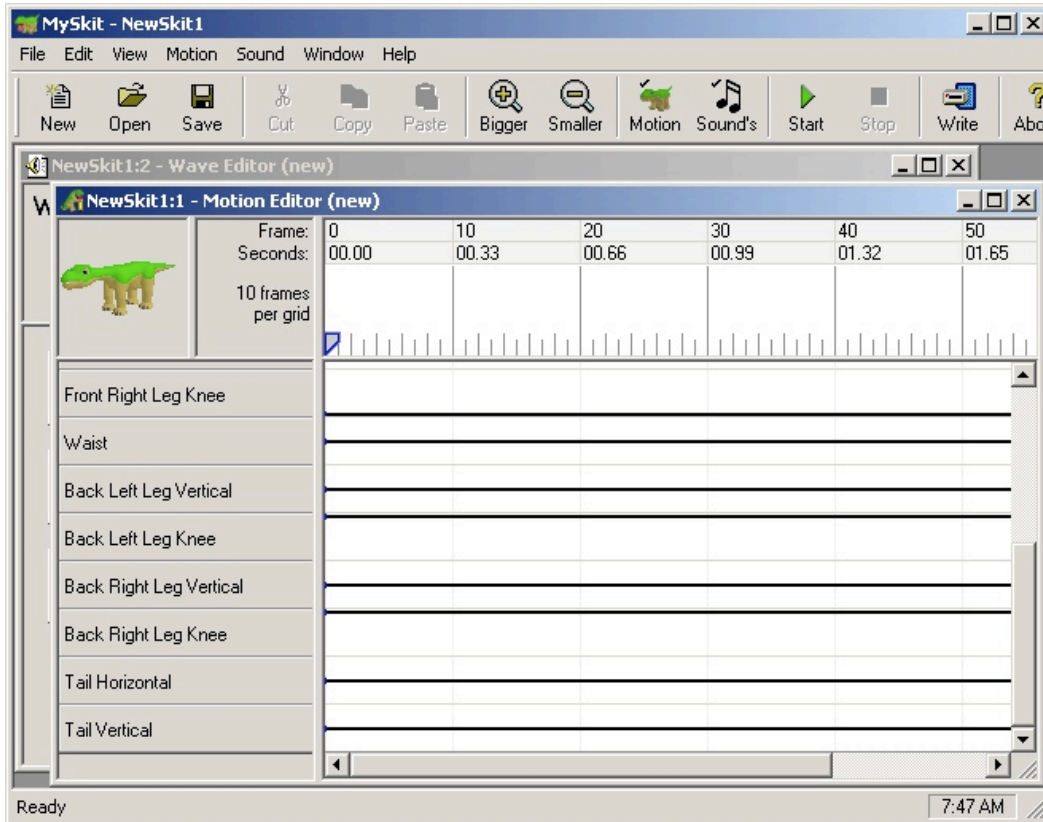 MySkit - NewSkit1
File Edit View Motion Sound Window Help
New Open Save Cut Copy Paste Bigger Smaller Motion Sound's Start Stop Write
NewSkit1:2 - Wave Editor (new)
NewSkit1:1 - Motion Editor (new)
Frame: 0 10 20 30 40 50
Seconds: 00.00 00.33 00.66 00.99 01.32 01.65
10 frames
per grid
Front Right Leg Knee
Waist
Back Left Leg Vertical
Back Left Leg Knee
Back Right Leg Vertical
Back Right Leg Knee
Tail Horizontal
Tail Vertical
Ready 7:47 AM